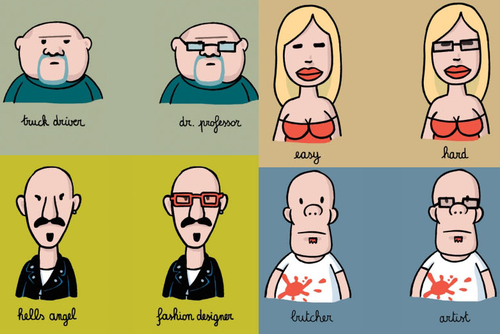 truck driver
dr. professor
easy
hard
hells angel
fashion designer
butcher
artist